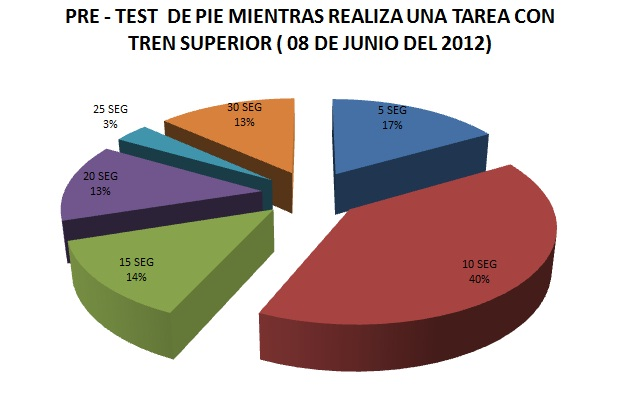 PRE - TEST  DE PIE MIENTRAS REALIZA UNA TAREA CON
TREN SUPERIOR ( 08 DE JUNIO DEL 2012)
5 SEG
17%
10 SEG
40%
15 SEG
14%
20 SEG
13%
25 SEG
3%
30 SEG
13%